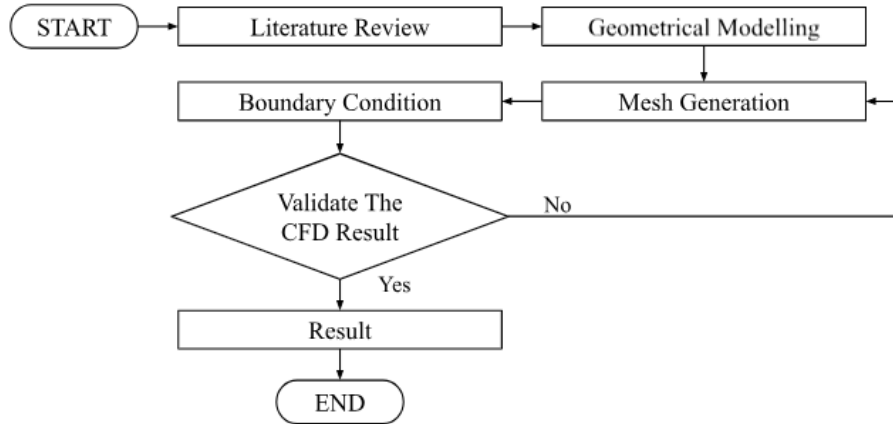 START
Literature Review
Geometrical Modelling
Boundary Condition
Mesh Generation
Validate The
CFD Result
No
Yes
Result
END